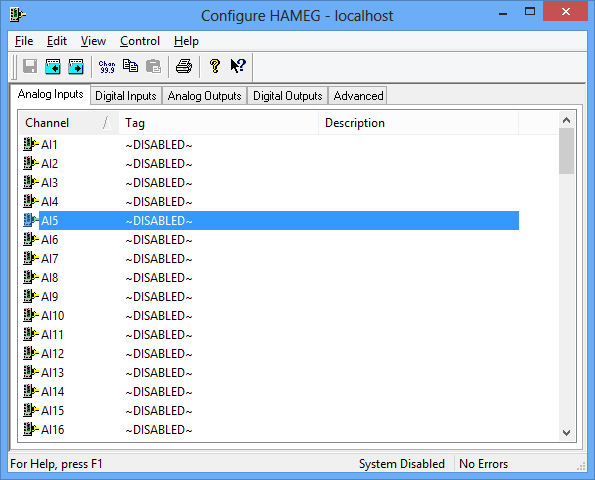 Configure HAMEG - localhost
File Edit View Control Help
Chan 99.9
Analog Inputs Digital Inputs Analog Outputs Digital Outputs Advanced
Channel Tag Description
AI1 ~DISABLED~
AI2 ~DISABLED~
AI3 ~DISABLED~
AI4 ~DISABLED~
AI5 ~DISABLED~
AI6 ~DISABLED~
AI7 ~DISABLED~
AI8 ~DISABLED~
AI9 ~DISABLED~
AI10 ~DISABLED~
AI11 ~DISABLED~
AI12 ~DISABLED~
AI13 ~DISABLED~
AI14 ~DISABLED~
AI15 ~DISABLED~
AI16 ~DISABLED~
For Help, press F1 System Disabled No Errors